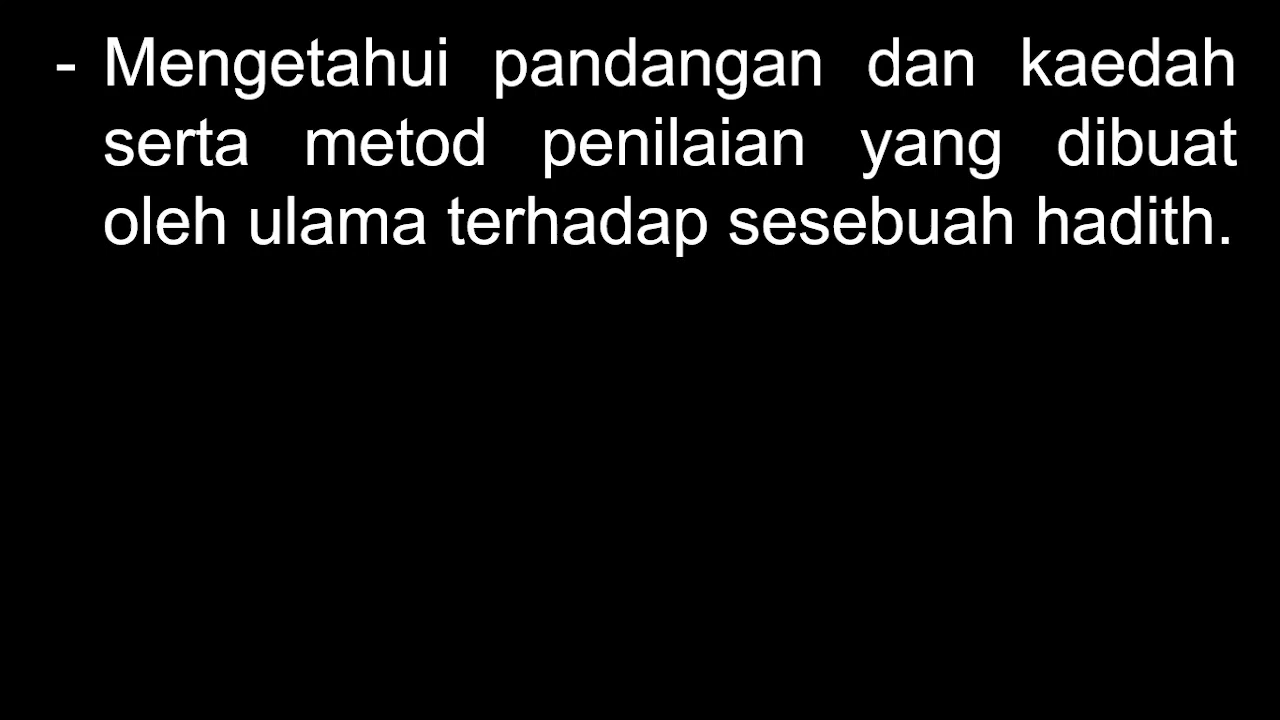 - Mengetahui pandangan dan kaedah
serta metod penilaian yang dibuat
oleh ulama terhadap sesebuah hadith.